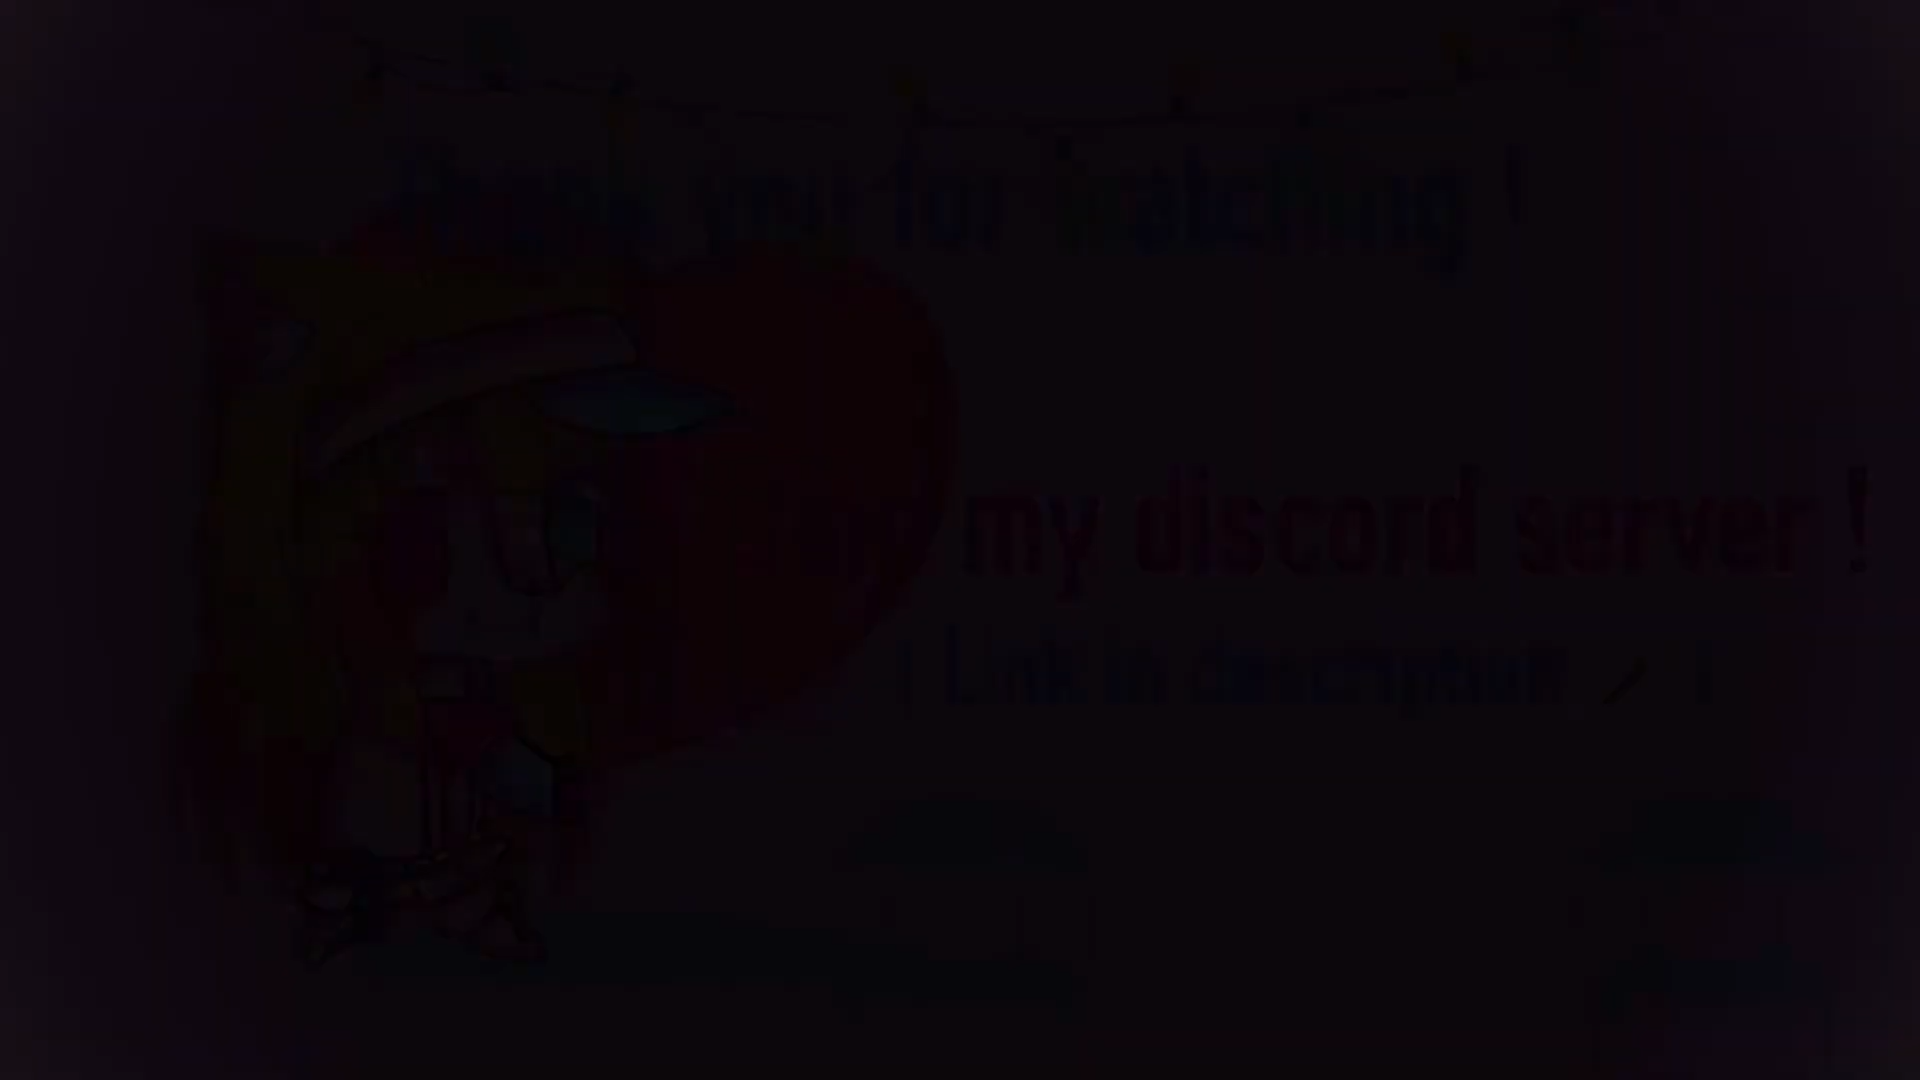 Thank you for watching !
my discord server !
( Link in description )